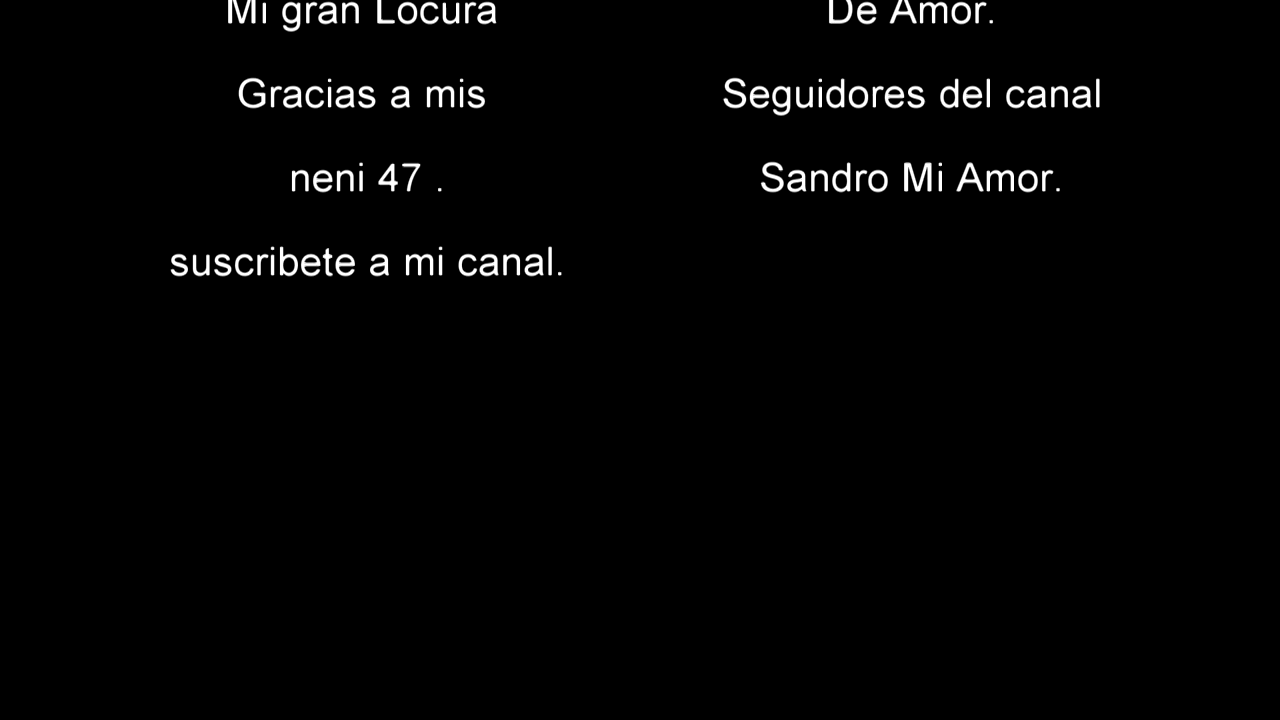 Mi gran Locura De Amor.
Gracias a mis Seguidores del canal
neni 47 . Sandro Mi Amor.
suscribete a mi canal.